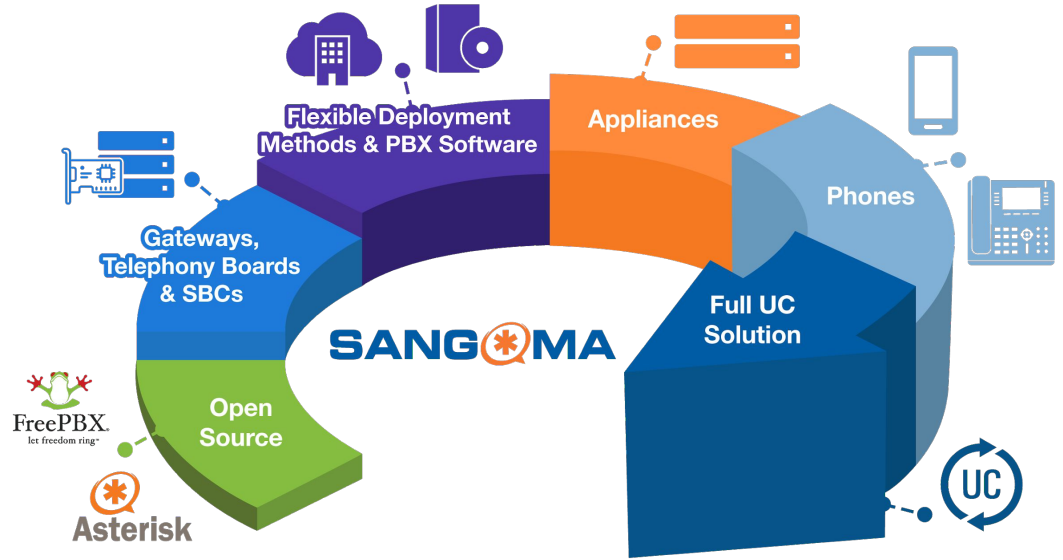 Flexible Deployment
Methods & PBX Software
Appliances
Phones
Gateways,
Telephony Boards
& SBCs
Full UC
Solution
SANGOMA
Open
Source
FreePBX®
let freedom ring™
Asterisk
UC